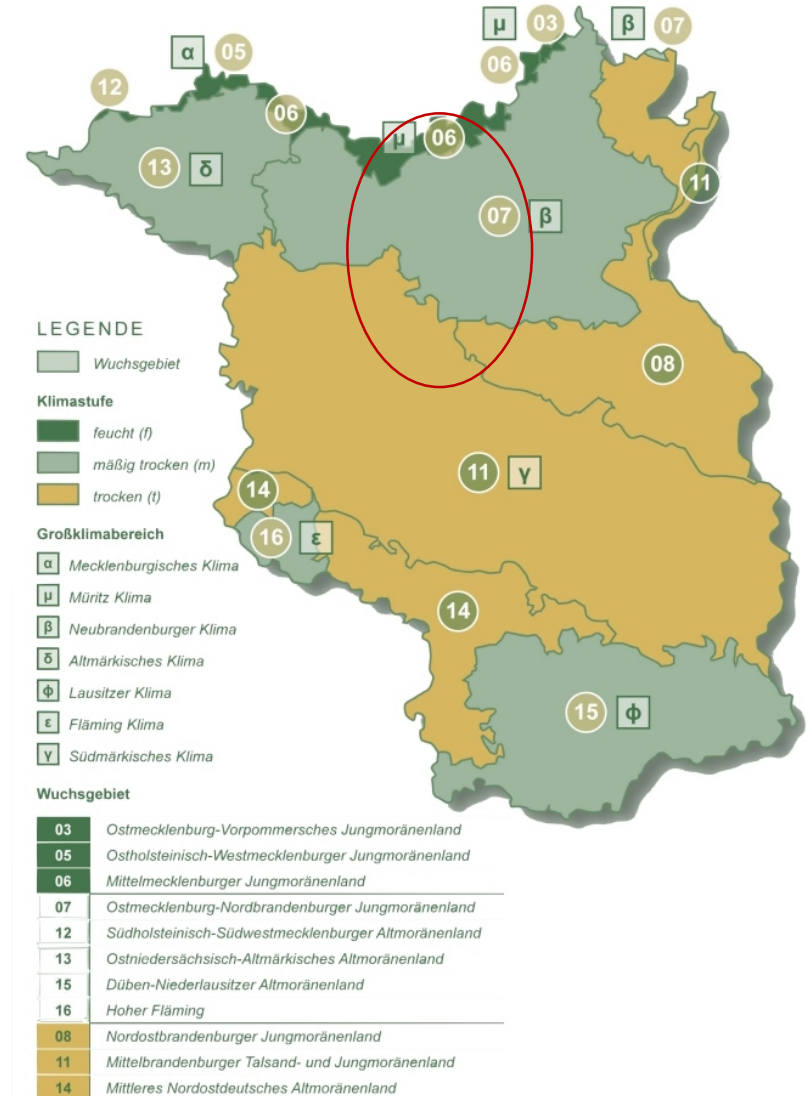 μ
03
β
07
α
05
06
12
06
μ
06
13
δ
11
07
β
LEGENDE
Wuchsgebiet
08
Klimastufe
feucht (f)
mäßig trocken (m)
trocken (t)
11
γ
14
16
ε
Großklimabereich
α Mecklenburgisches Klima
μ Müritz Klima
β Neubrandenburger Klima
δ Altmärkisches Klima
ϕ Lausitzer Klima
ε Fläming Klima
γ Südmärkisches Klima
14
15
ϕ
Wuchsgebiet
03 Ostmecklenburg-Vorpommersches Jungmoränenland
05 Ostholsteinisch-Westmecklenburger Jungmoränenland
06 Mittelmecklenburger Jungmoränenland
07 Ostmecklenburg-Nordbrandenburger Jungmoränenland
12 Südholsteinisch-Südwestmecklenburger Altmoränenland
13 Ostniedersächsisch-Altmärkisches Altmoränenland
15 Düben-Niederlausitzer Altmoränenland
16 Hoher Fläming
08 Nordostbrandenburger Jungmoränenland
11 Mittelbrandenburger Talsand- und Jungmoränenland
14 Mittleres Nordostdeutsches Altmoränenland